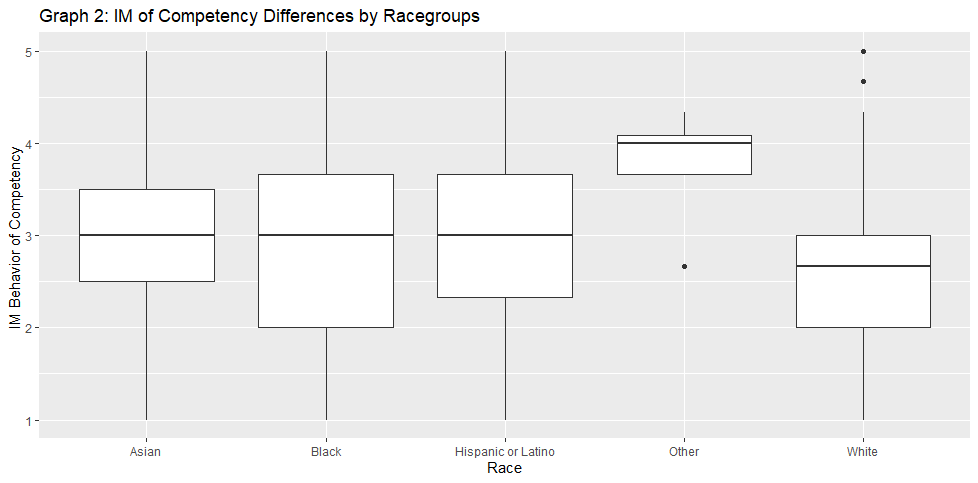 Graph 2: IM of Competency Differences by Racegroups
IM Behavior of Competency
5
4
3
2
1
Asian
Black
Hispanic or Latino
Other
White
Race